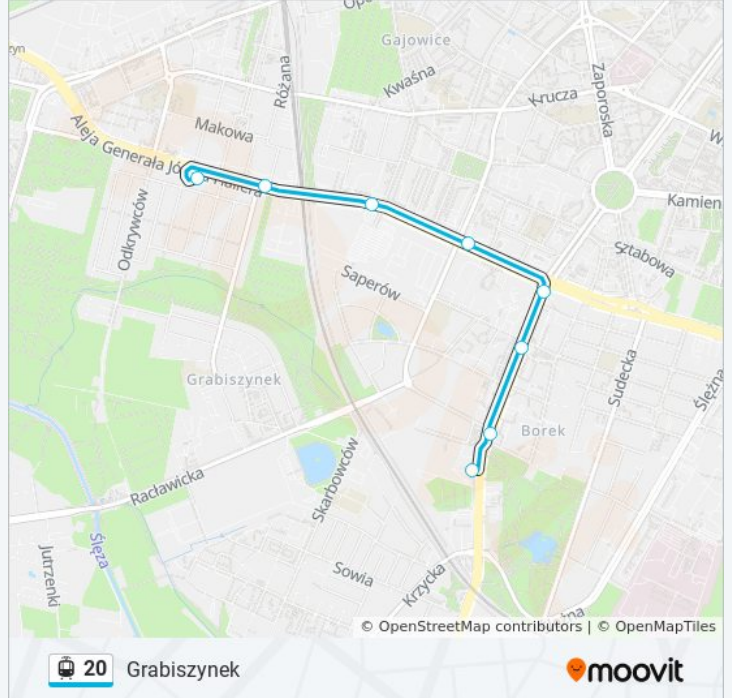 Gajowice
Kwaśna
Różana
Krucza
Zaporoska
Makowa
Aleja Generała Józefa Hallera
Kamien
Odkrywców
Sztabowa
Saperów
Grabiszynek
Sudecka
Ślężna
Borek
Racławicka
Skarbowców
Ślęza
Jutrzenki
Sowia
Krzycka
© OpenStreetMap contributors | © OpenMapTiles
20 Grabiszynek
moovit